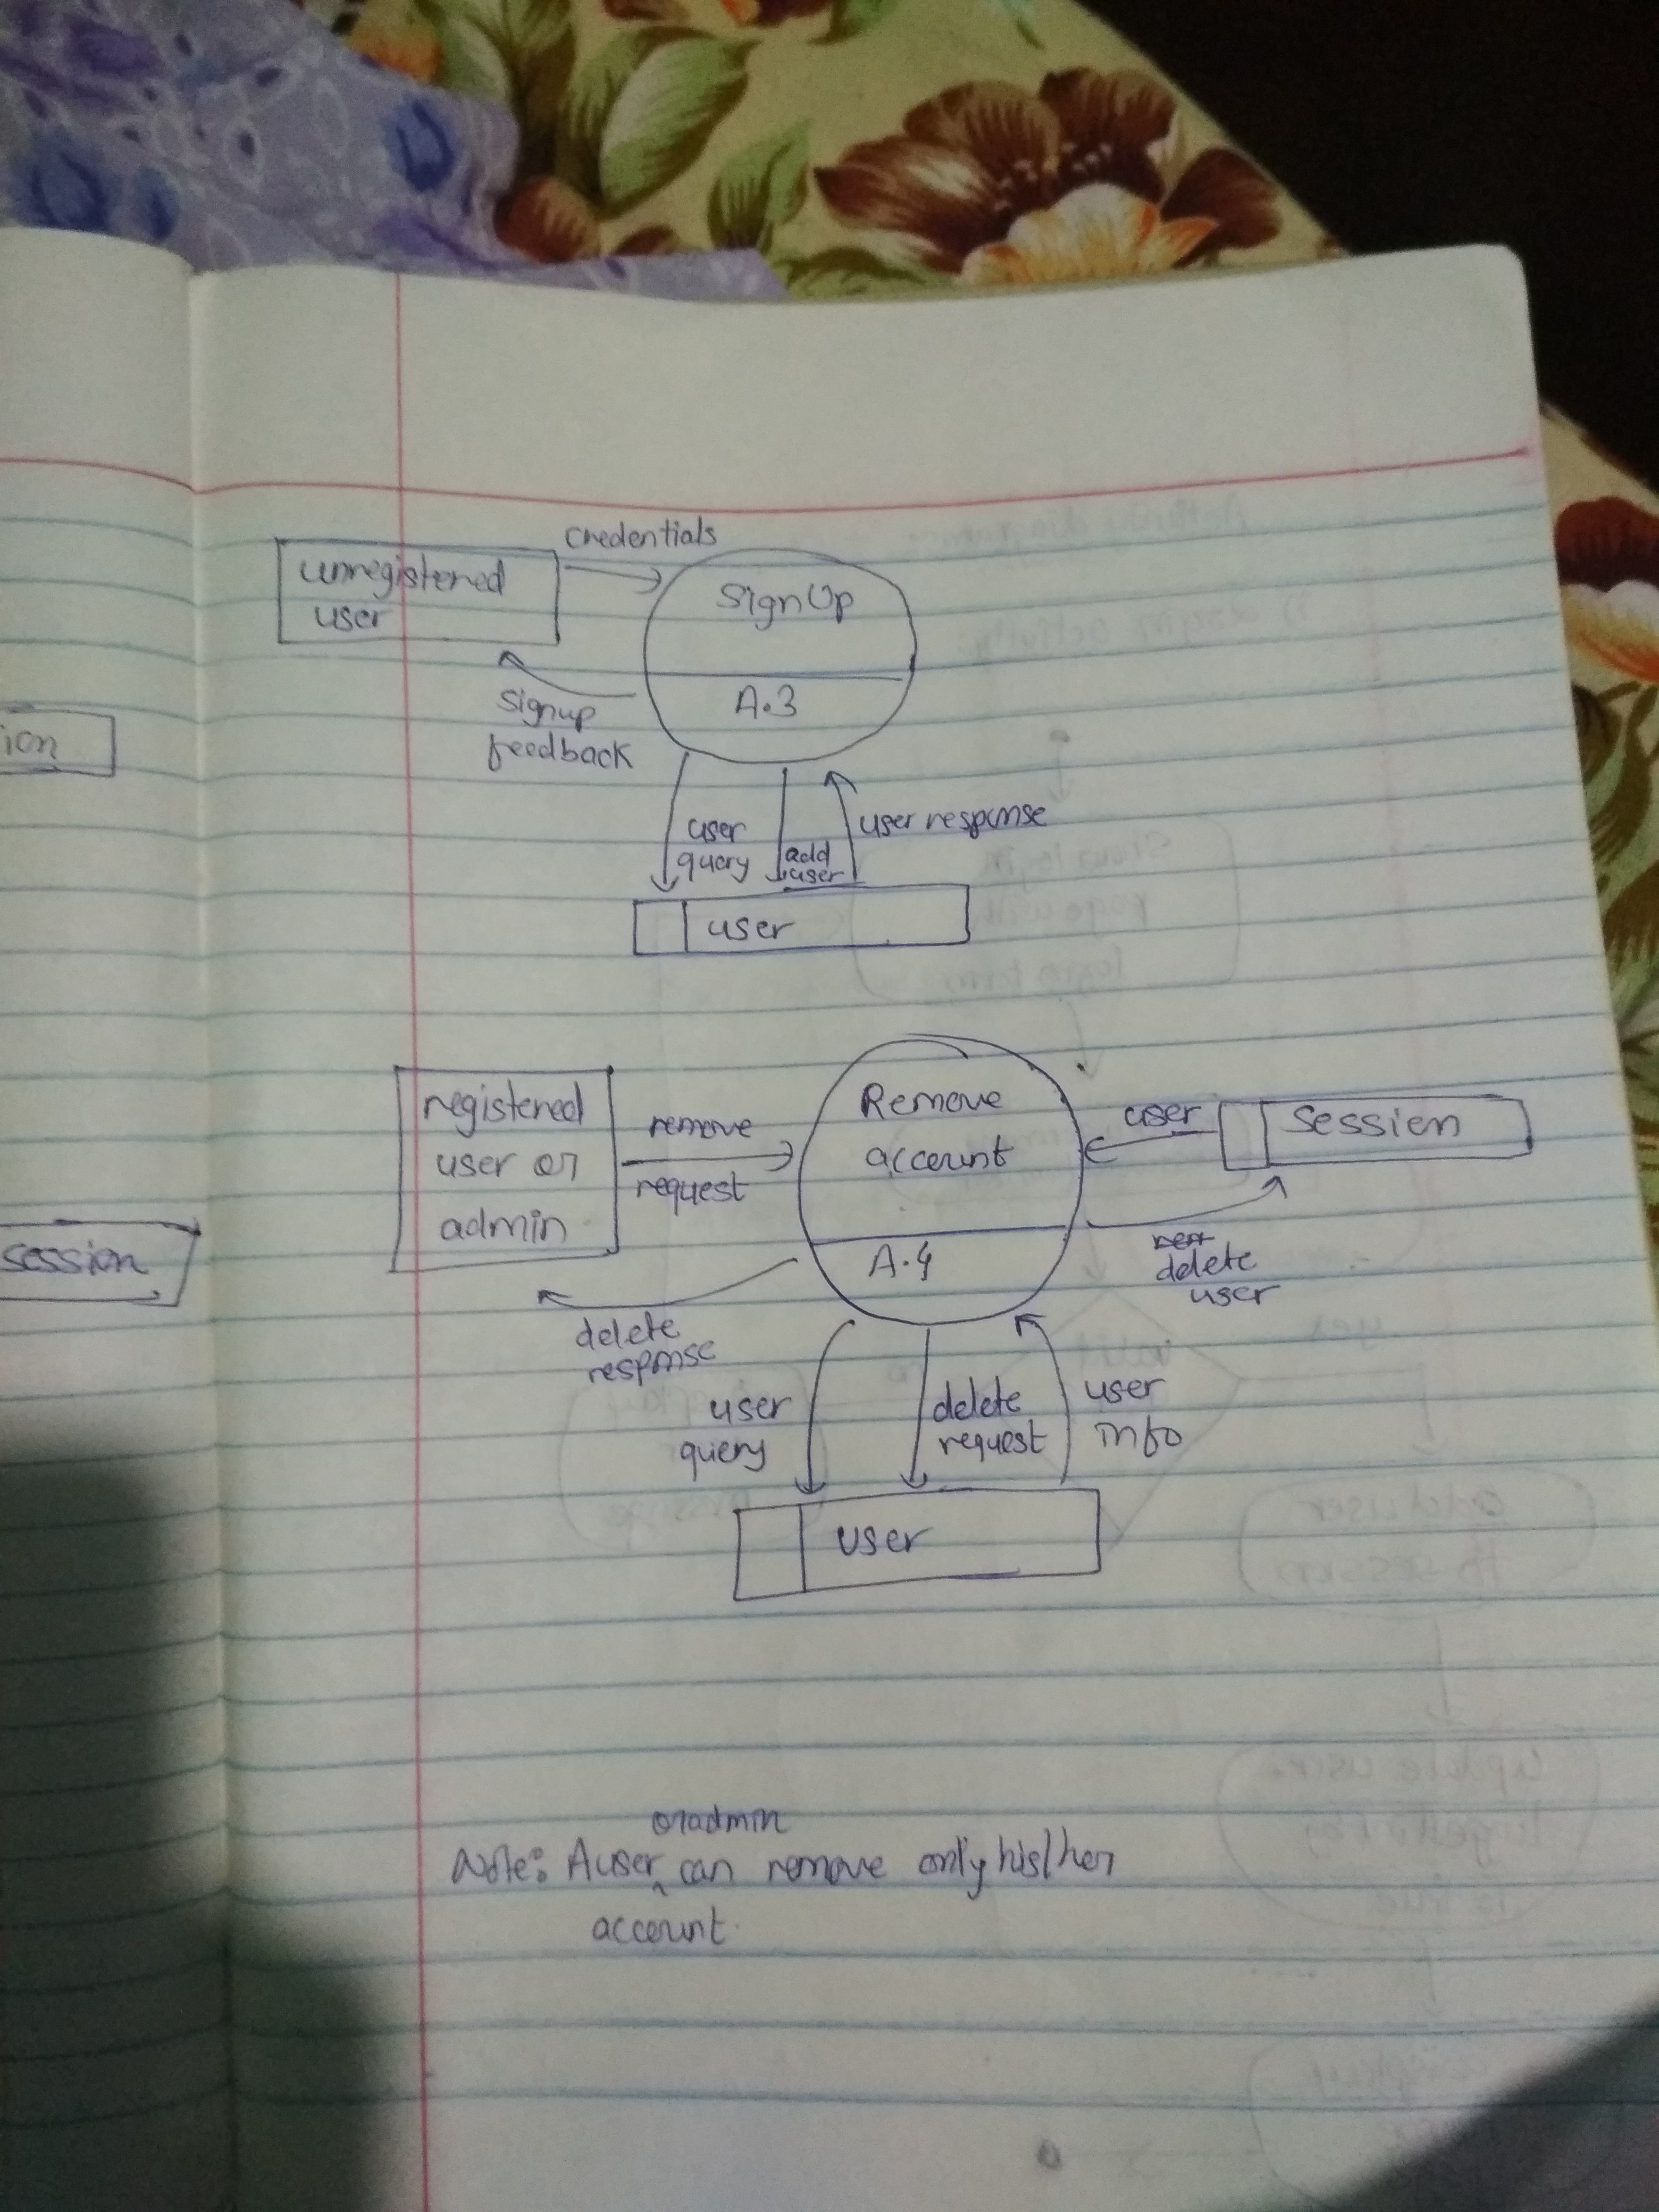 credentials
unregistered
user
SignUp
A.3
signup
feedback
user
query
add
user
user response
user
ion
registered
user or
admin
remove
request
Remove
account
A.4
user
session
delete
user
delete
response
user
query
delete
request
user
info
user
session
or admin
Note: A user can remove only his/her
account.